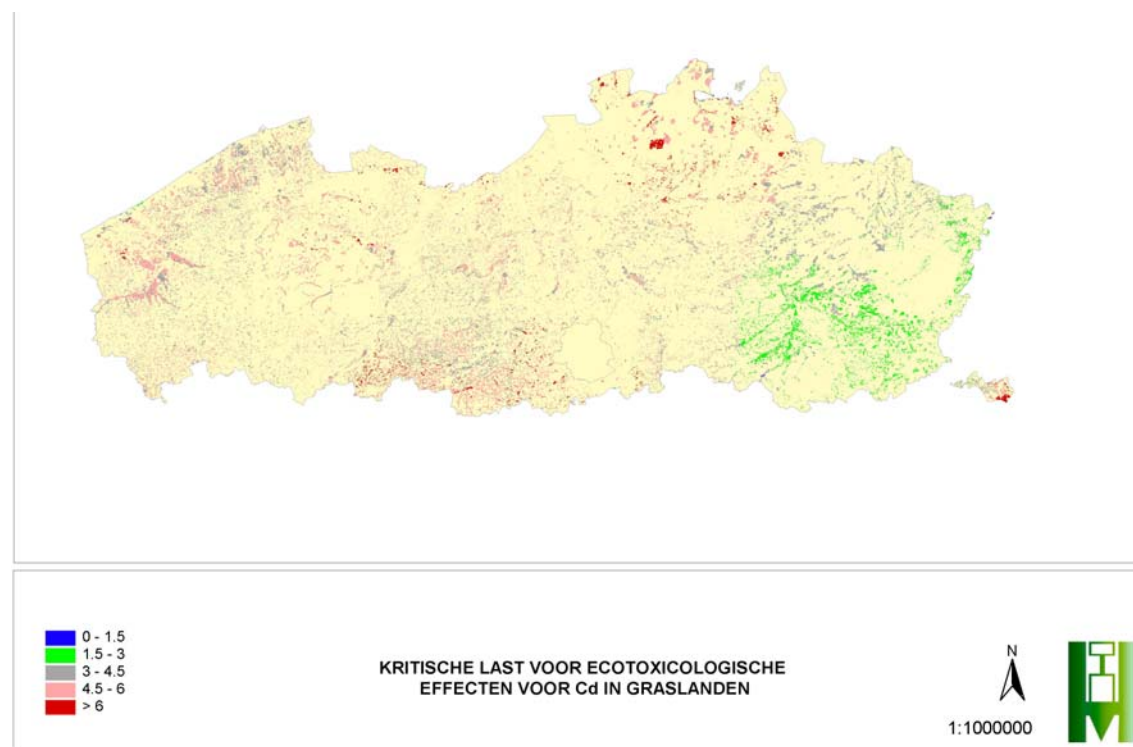 0 - 1.5
1.5 - 3
3 - 4.5
4.5 - 6
> 6
KRITISCHE LAST VOOR ECOTOXICOLOGISCHE
EFFECTEN VOOR Cd IN GRASLANDEN
N
1:1000000